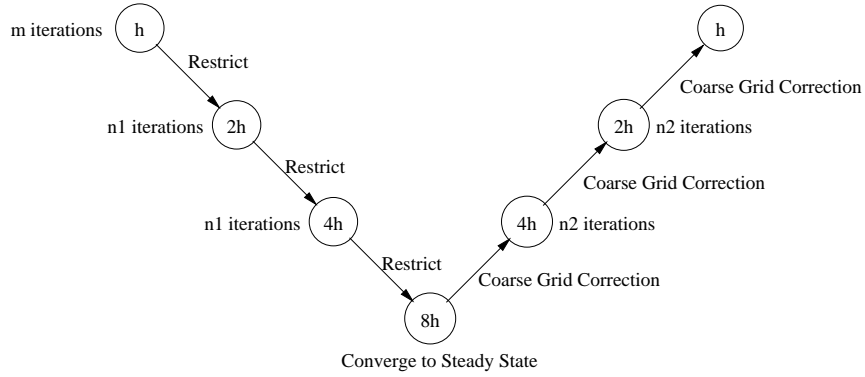 m iterations
h
h
Restrict
Coarse Grid Correction
n1 iterations
2h
2h
n2 iterations
Restrict
Coarse Grid Correction
n1 iterations
4h
4h
n2 iterations
Restrict
Coarse Grid Correction
8h
Converge to Steady State